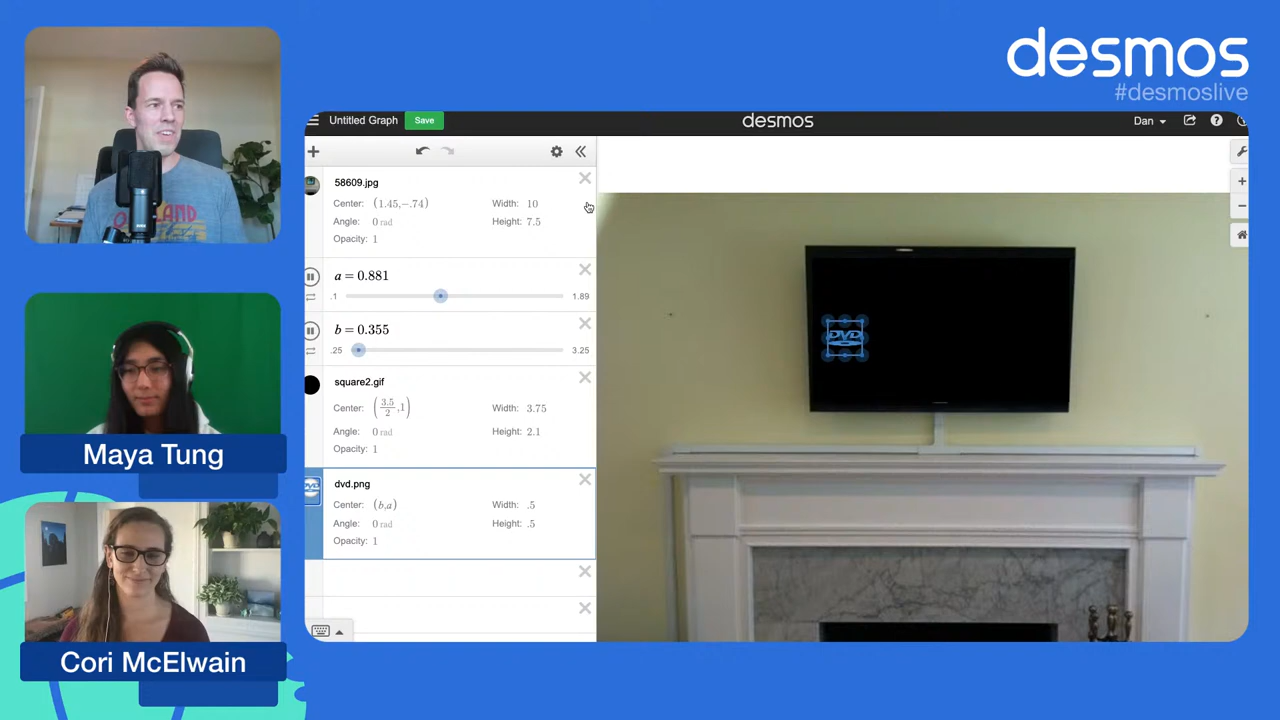 desmos
#desmoslive
Untitled Graph
Save
desmos
Dan
58609.jpg
Center: (1.45,−.74)
Width: 10
Angle: 0 rad
Height: 7.5
Opacity: 1
a = 0.881
.1
1.89
b = 0.355
.25
3.25
square2.gif
Center: (3.5/2,1)
Width: 3.75
Angle: 0 rad
Height: 2.1
Opacity: 1
dvd.png
Center: (b,a)
Width: .5
Angle: 0 rad
Height: .5
Opacity: 1
DVD
Maya Tung
Cori McElwain